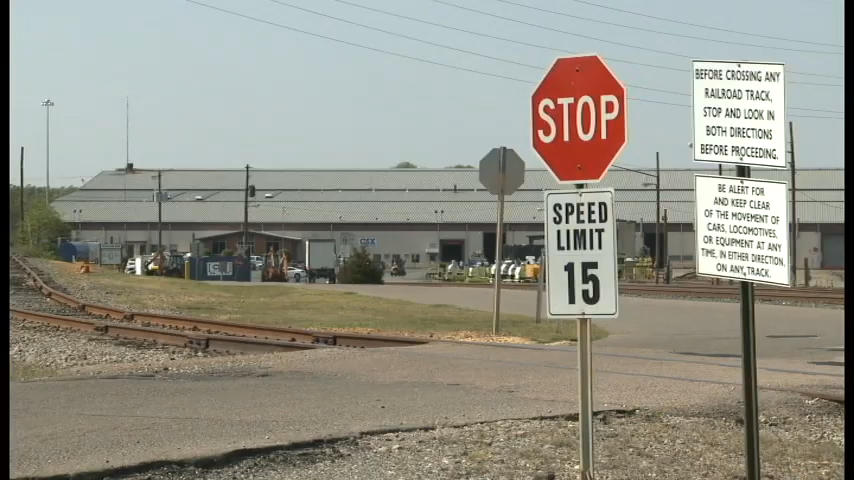 STOP
SPEED
LIMIT
15
BEFORE CROSSING ANY
RAILROAD TRACK,
STOP AND LOOK IN
BOTH DIRECTIONS
BEFORE PROCEEDING.
BE ALERT FOR
AND KEEP CLEAR
OF THE MOVEMENT OF
CARS, LOCOMOTIVES,
OR EQUIPMENT AT ANY
TIME, IN EITHER DIRECTION,
ON ANY TRACK.
CSX